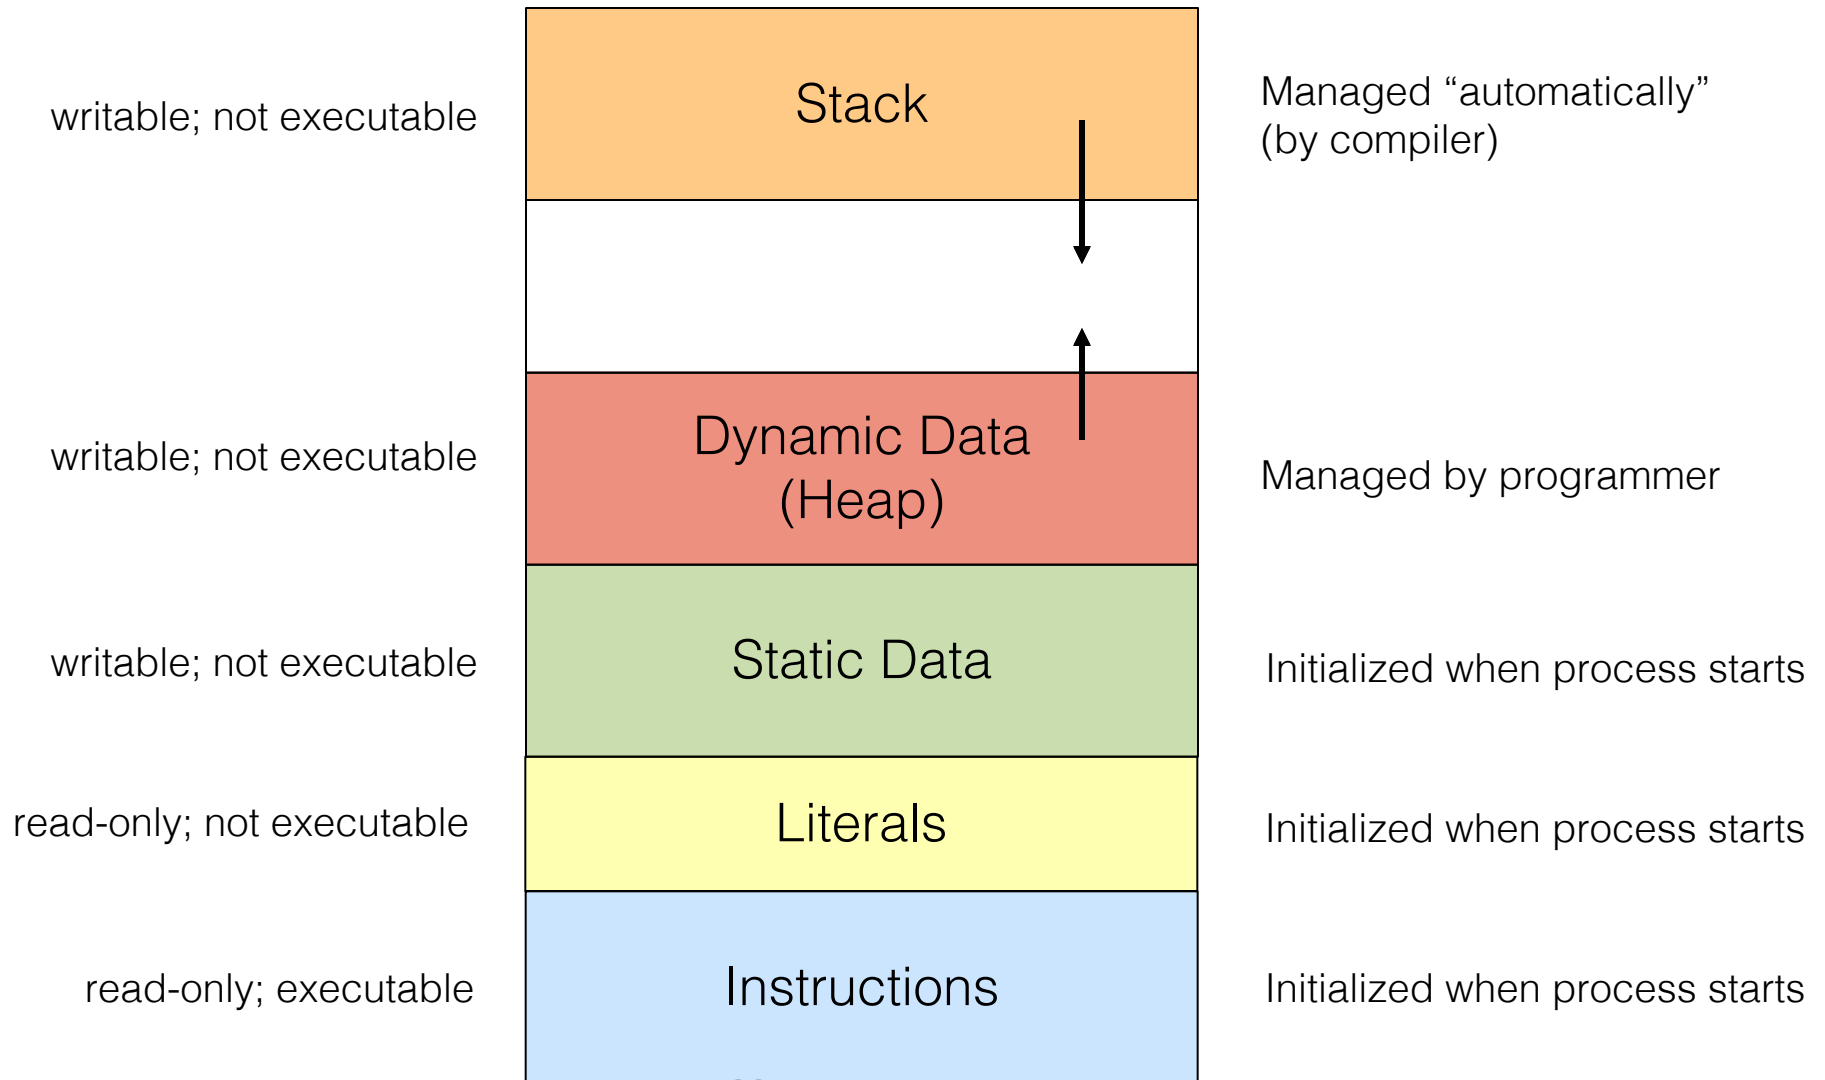 writable; not executable
Stack
Managed “automatically”
(by compiler)
writable; not executable
Dynamic Data
(Heap)
Managed by programmer
writable; not executable
Static Data
Initialized when process starts
read-only; not executable
Literals
Initialized when process starts
read-only; executable
Instructions
Initialized when process starts